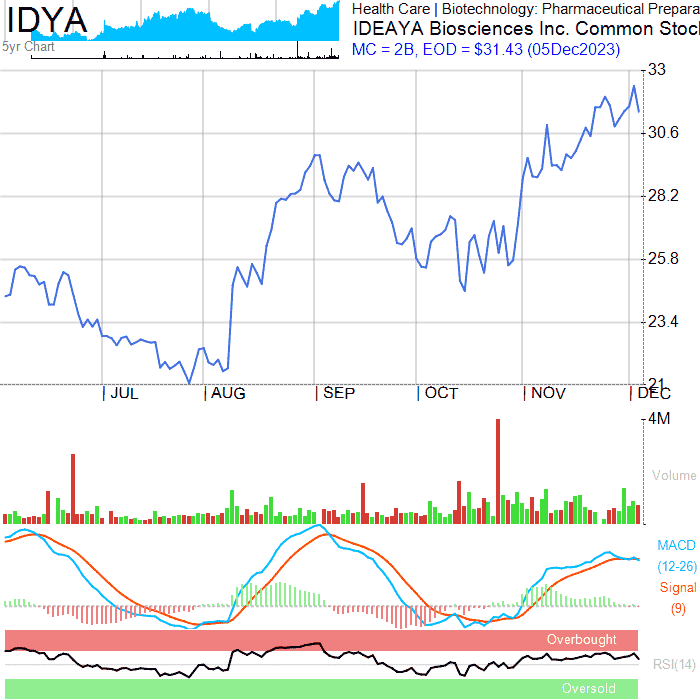 IDYA
5yr Chart
Health Care | Biotechnology: Pharmaceutical Prepara
IDEAYA Biosciences Inc. Common Stoc
MC = 2B, EOD = $31.43 (05Dec2023)
33
30.6
28.2
25.8
23.4
21
JUL AUG SEP OCT NOV DEC
4M
Volume
MACD
(12-26)
Signal
(9)
Overbought
RSI(14)
Oversold